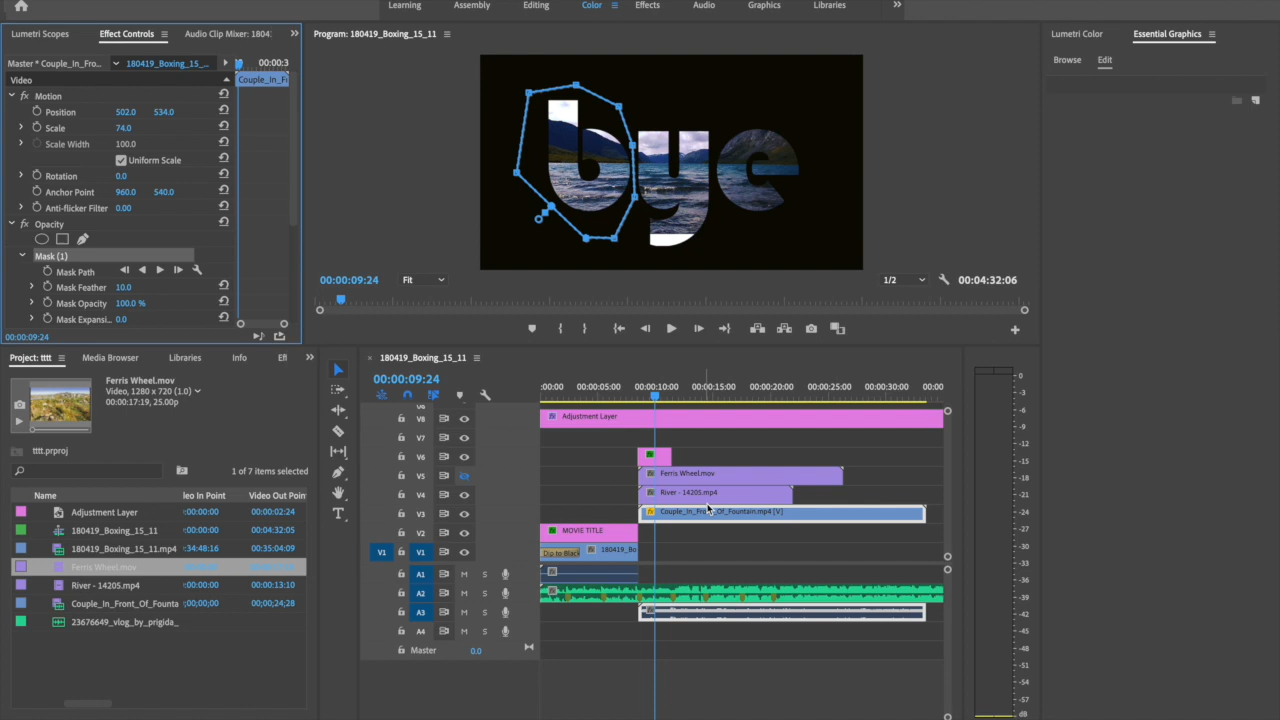 Learning Assembly Editing Color Effects Audio Graphics Libraries
Lumetri Scopes Effect Controls Audio Clip Mixer: 1804
Program: 180419_Boxing_15_11
Lumetri Color Essential Graphics
Master * Couple_In_Fro... 180419_Boxing_15_... 00:00:3
Browse Edit
Video Couple_In_Fr
fx Motion
Position 502.0 534.0
Scale 74.0
Scale Width 100.0
Uniform Scale
Rotation 0.0
Anchor Point 960.0 540.0
Anti-flicker Filter 0.00
fx Opacity
Mask (1)
Mask Path
Mask Feather 10.0
Mask Opacity 100.0 %
Mask Expansi... 0.0
00:00:09:24
bye
00:00:09:24 Fit 1/2 00:04:32:06
Project: tttt Media Browser Libraries Info Ef
Ferris Wheel.mov
Video, 1280 x 720 (1.0)
00:00:17:19, 25.00p
tttt.prproj
1 of 7 items selected
Name leo In Point Video Out Poin
Adjustment Layer :00:00:00 00:00:02:24
180419_Boxing_15_11 :00:00:00 00:04:32:05
180419_Boxing_15_11.mp4 :34:48:16 00:35:04:09
Ferris Wheel.mov
River - 14205.mp4 :00:00:00 00:00:13:10
Couple_In_Front_Of_Founta ;00;00;00 00;00;24;28
23676649_vlog_by_prigida_
180419_Boxing_15_11
00:00:09:24
:00:00 00:00:05:00 00:00:10:00 00:00:15:00 00:00:20:00 00:00:25:00 00:00:30:00 00:00
V8 Adjustment Layer
V7
V6
V5 Ferris Wheel.mov
V4 River - 14205.mp4
V3 Couple_In_Front_Of_Fountain.mp4 [V]
V2 MOVIE TITLE
V1 V1 Dip to Black 180419_Bo
A1 M S
A2 M S
A3 M S
A4 M S
Master 0.0
0
-3
-6
-9
-12
-15
-18
-21
-24
-27
-30
-33
-36
-39
-42
-45
-48
-51
-54
-57
dB